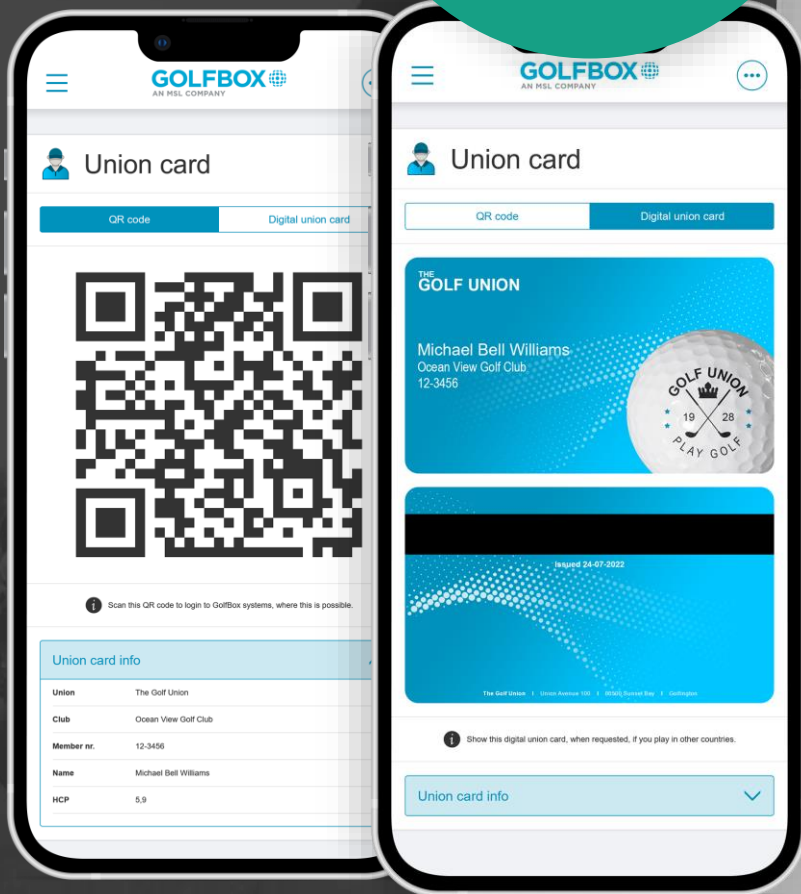 GOLFBOX
AN MSL COMPANY
Union card
QR code
Digital union card
Scan this QR code to login to GolfBox systems, where this is possible.
Union card info
Union The Golf Union
Club Ocean View Golf Club
Member nr. 12-3456
Name Michael Bell Williams
HCP 5,9
GOLFBOX
AN MSL COMPANY
Union card
QR code
Digital union card
THE
GOLF UNION
Michael Bell Williams
Ocean View Golf Club
12-3456
GOLF UNION
19 28
PLAY GOLF
Issued 24-07-2022
The Golf Union | Union Avenue 100 | Sunset Bay | Golfington
Show this digital union card, when requested, if you play in other countries.
Union card info